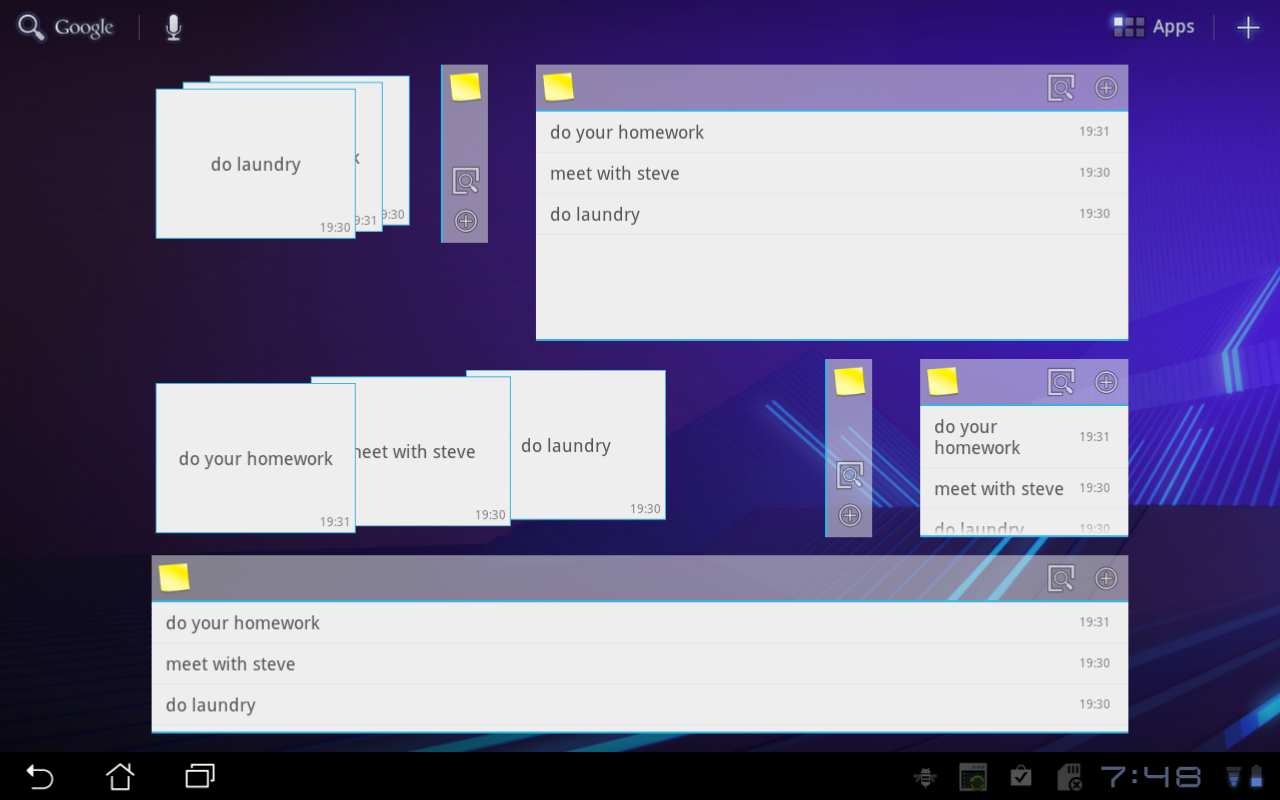 Google
Apps
do laundry
19:30
k
9:31
9:30
do your homework
19:31
meet with steve
19:30
do laundry
19:30
do your homework
19:31
meet with steve
19:30
do laundry
19:30
do your
homework
19:31
meet with steve
19:30
do laundry
19:30
do your homework
19:31
meet with steve
19:30
do laundry
19:30
7:48